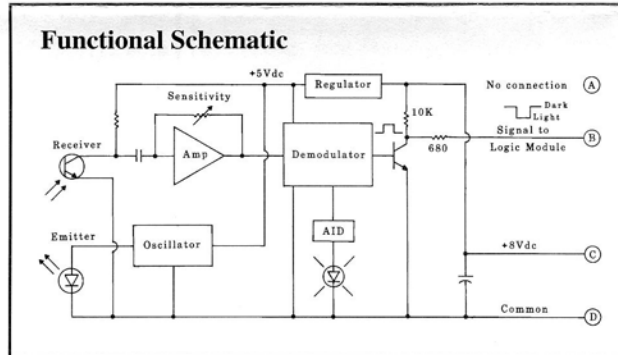 Functional Schematic
+5Vdc
Regulator
No connection
A
Sensitivity
10K
Dark
Light
Signal to
Logic Module
B
Receiver
Amp
Demodulator
680
Emitter
Oscillator
AID
+8Vdc
C
Common
D